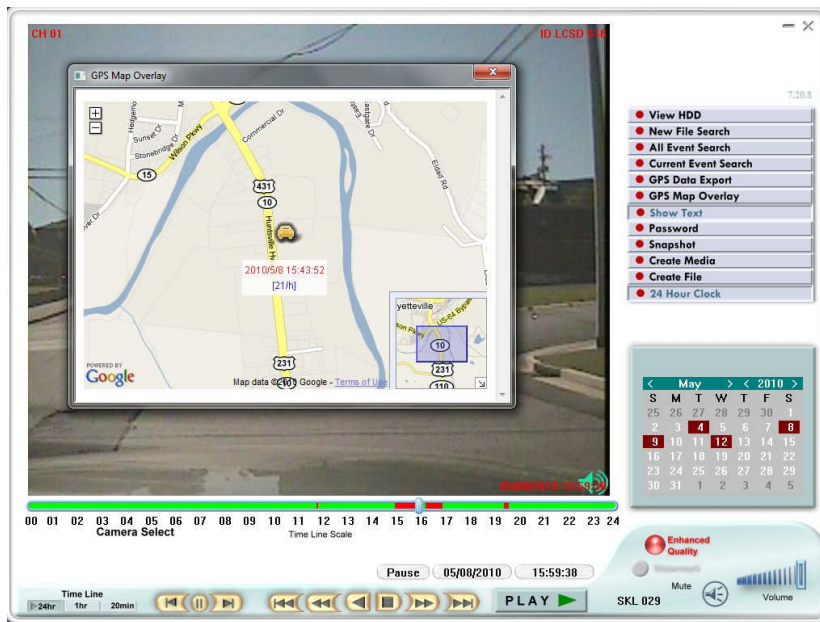 CH 01
ID LCSD
7.20.8
GPS Map Overlay
View HDD
New File Search
All Event Search
Current Event Search
GPS Data Export
GPS Map Overlay
Show Text
Password
Snapshot
Create Media
Create File
24 Hour Clock
Sunset Dr
Stonebridge Dr
Wilson Pkwy
Commercial Dr
Eldad Rd
15
431
10
Huntsville
2010/5/8 15:43:52
[21/h]
231
POWERED BY
Google
Map data Google - Terms of Use
yetteville
US-64 Bypa
10
231
110
< May > < 2010 >
S M T W T F S
25 26 27 28 29 30 1
2 3 4 5 6 7 8
9 10 11 12 13 14 15
16 17 18 19 20 21 22
23 24 25 26 27 28 29
30 31 1 2 3 4 5
00 01 02 03 04 05 06 07 08 09 10 11 12 13 14 15 16 17 18 19 20 21 22 23 24
Camera Select
Time Line Scale
Enhanced
Quality
Watermark
Pause 05/08/2010 15:59:38
Time Line
24hr 1hr 20min
PLAY
SKL 029
Mute
Volume